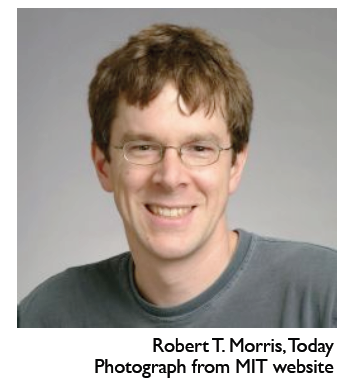 Robert T. Morris, Today
Photograph from MIT website